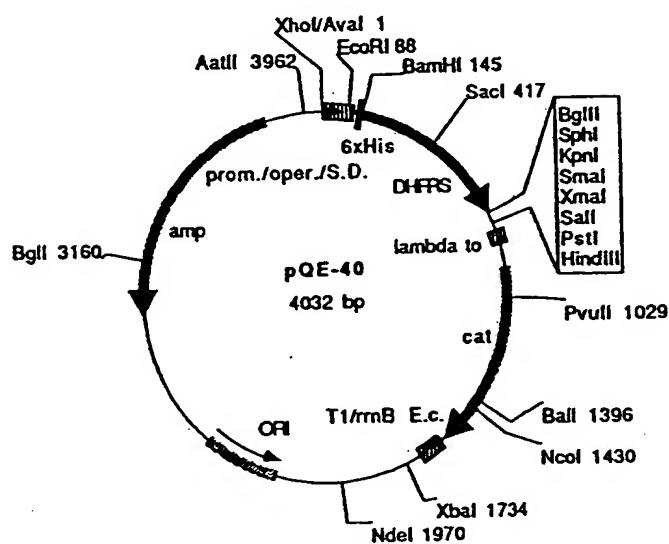 XhoI/AvaI 1
EcoRI 88
AatII 3962
BamHI 145
SacI 417
6xHis
prom./oper./S.D.
DHFRS
BglII
SphI
KpnI
SmaI
XmaI
SalI
PstI
HindIII
amp
lambda to
BglI 3160
pQE-40
4032 bp
PvuII 1029
cat
T1/rrnB E.c.
BalI 1396
ORI
NcoI 1430
XbaI 1734
NdeI 1970